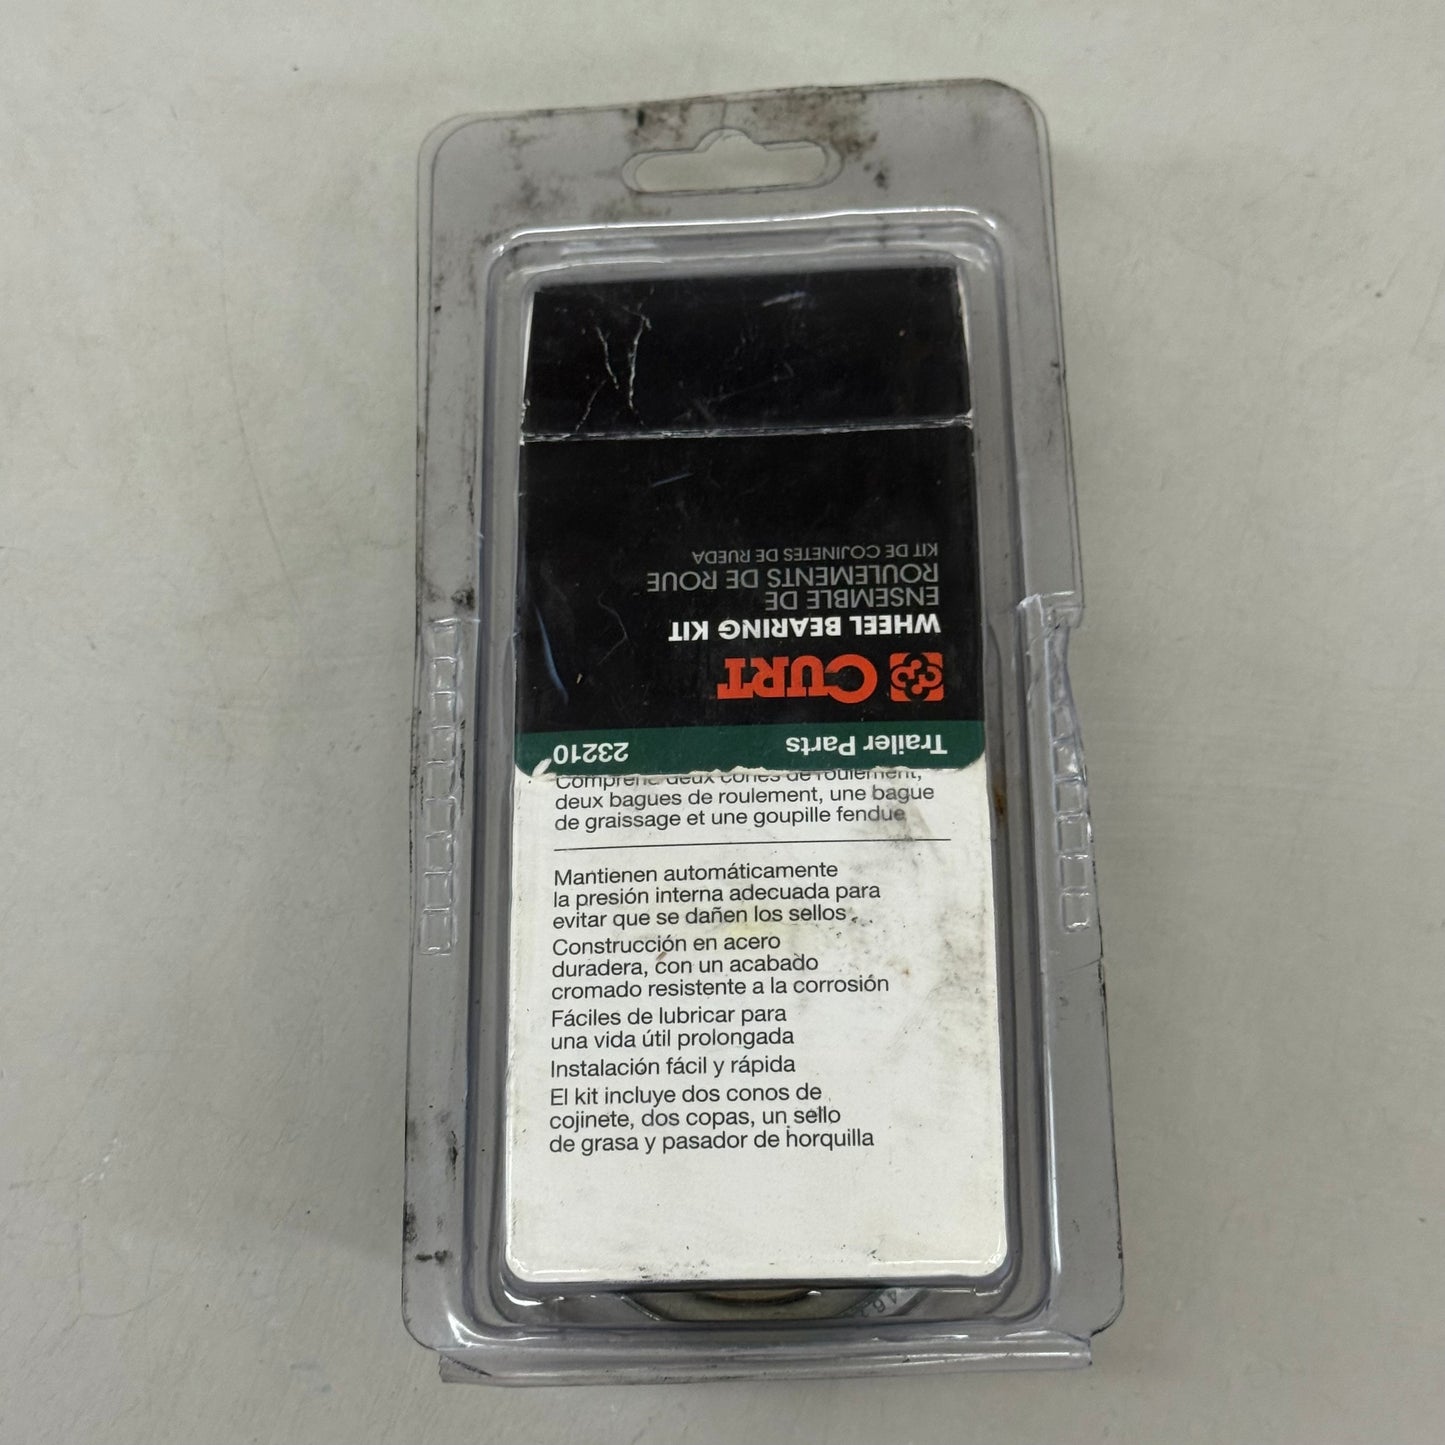 Trailer Parts 23210
CURT
WHEEL BEARING KIT
ENSEMBLE DE
ROULEMENTS DE ROUE
KIT DE COJINETES DE RUEDA
deux cônes de roulement,
deux bagues de roulement, une bague
de graissage et une goupille fendue
Mantienen automáticamente
la presión interna adecuada para
evitar que se dañen los sellos
Construcción en acero
duradera, con un acabado
cromado resistente a la corrosión
Fáciles de lubricar para
una vida útil prolongada
Instalación fácil y rápida
El kit incluye dos conos de
cojinete, dos copas, un sello
de grasa y pasador de horquilla